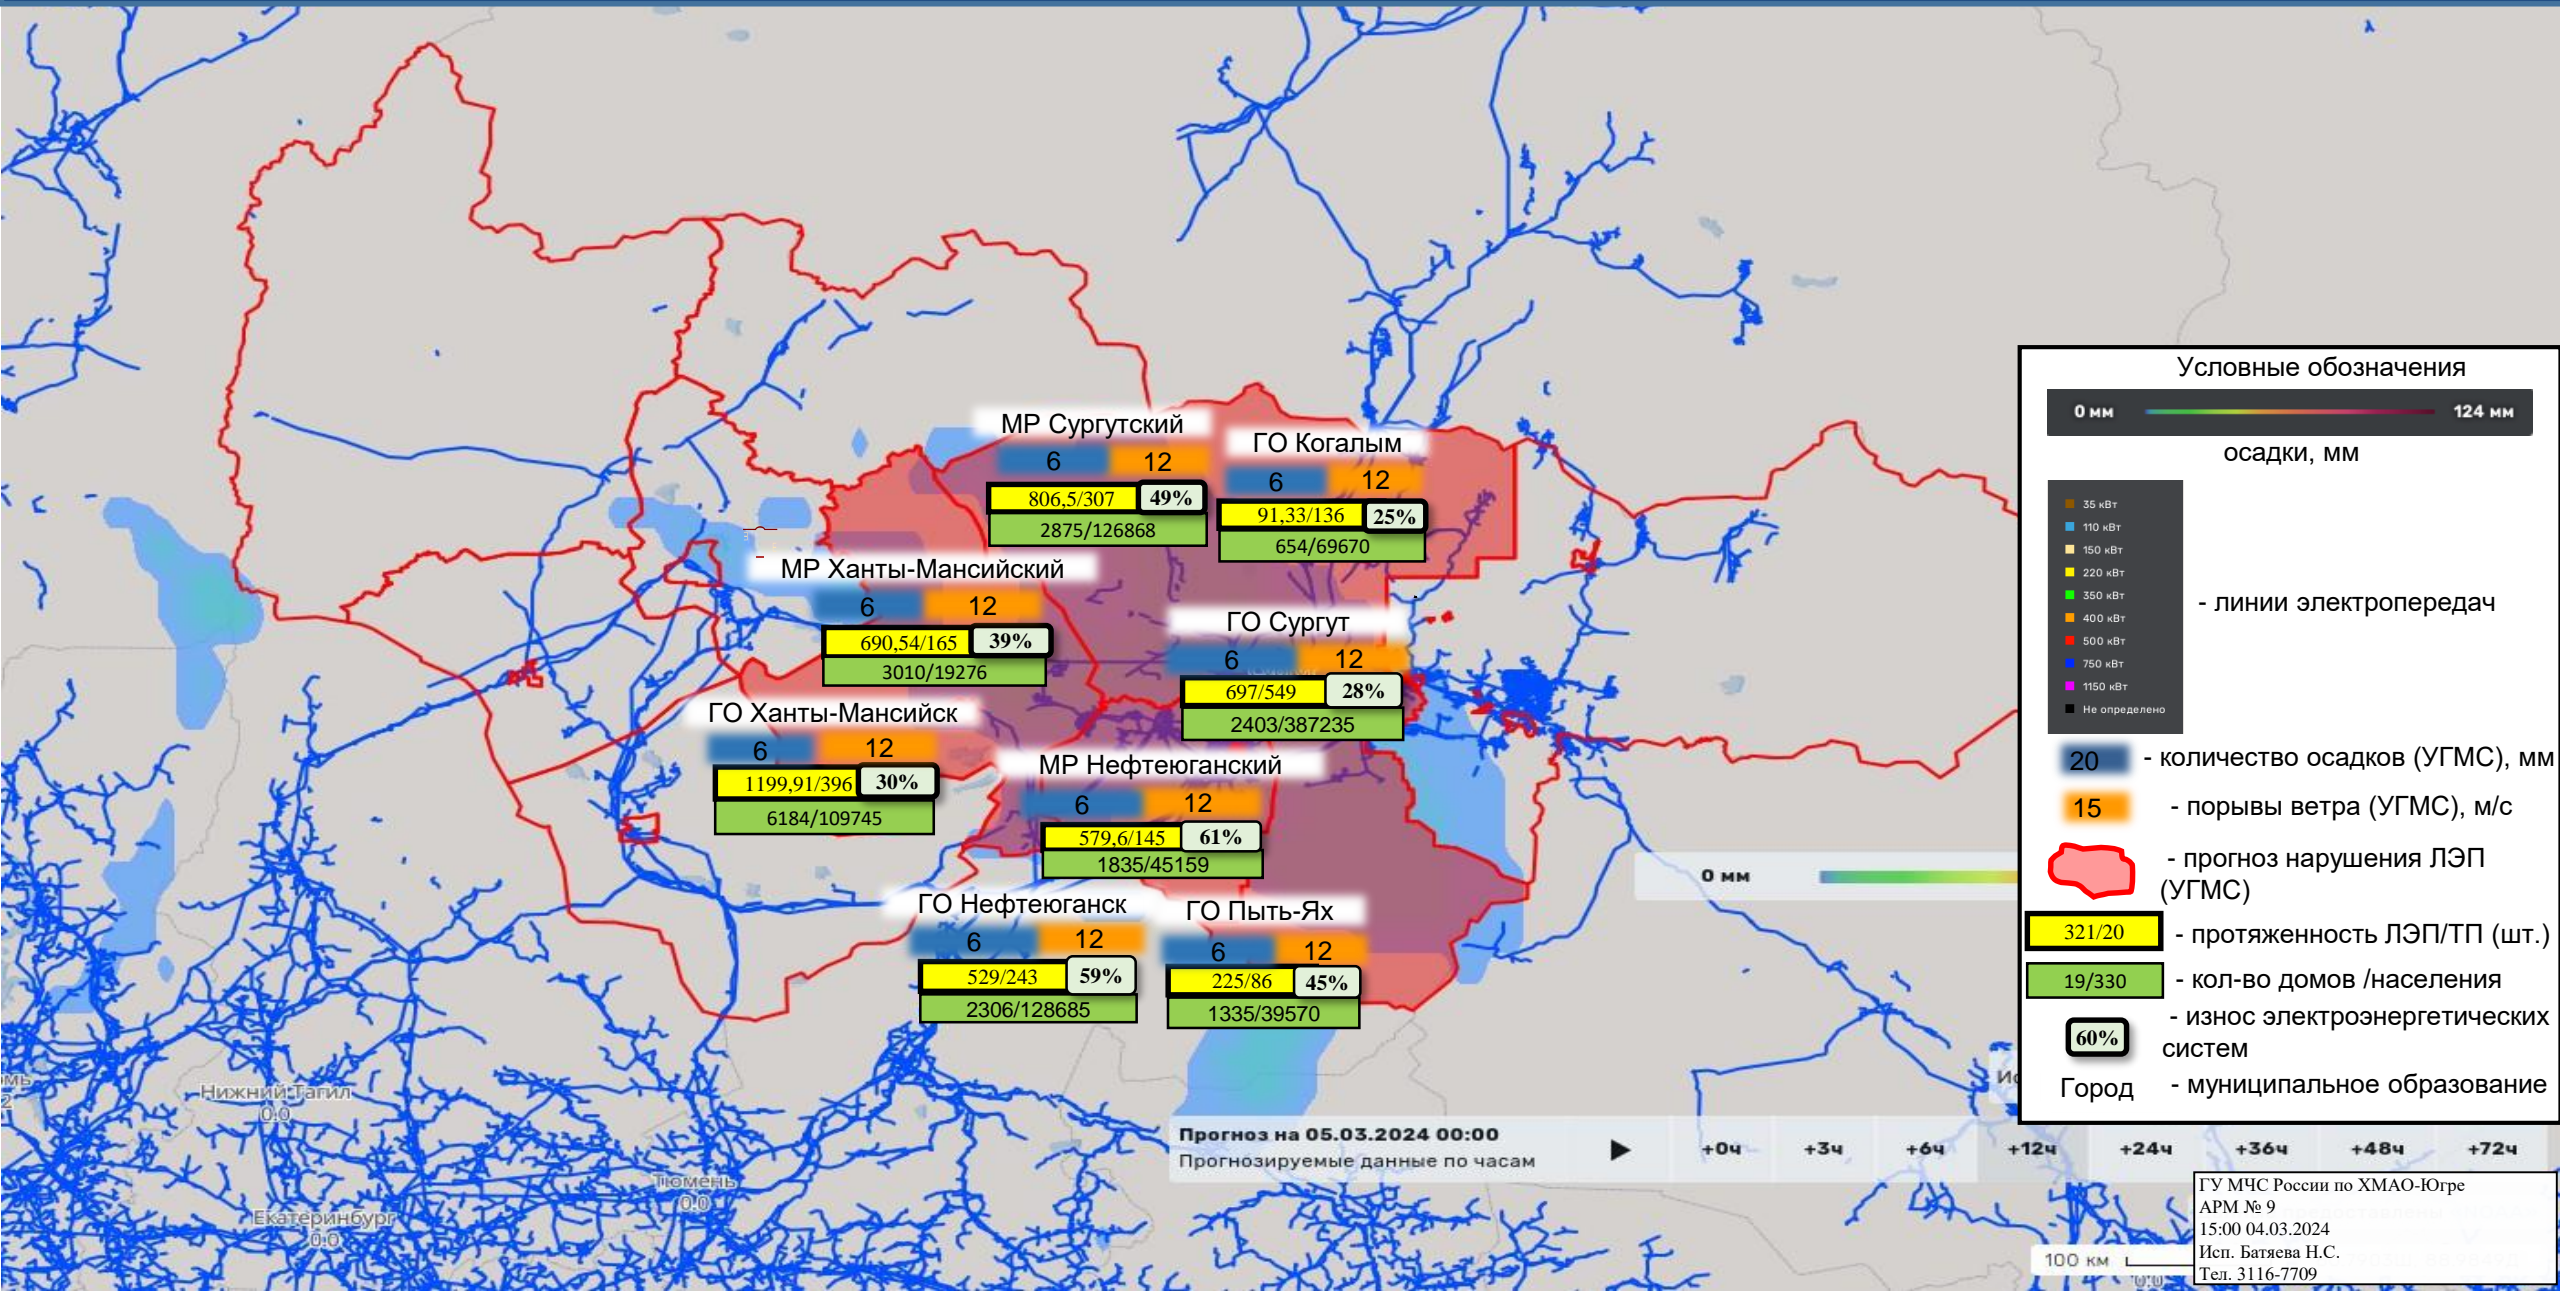 МР Сургутский
6 12
806,5/307 49%
2875/126868
ГО Когалым
6 12
91,33/136 25%
654/69670
МР Ханты-Мансийский
6 12
690,54/165 39%
3010/19276
ГО Сургут
6 12
697/549 28%
2403/387235
ГО Ханты-Мансийск
6 12
1199,91/396 30%
6184/109745
МР Нефтеюганский
6 12
579,6/145 61%
1835/45159
ГО Нефтеюганск
6 12
529/243 59%
2306/128685
ГО Пыть-Ях
6 12
225/86 45%
1335/39570
0 мм
Нижний Тагил
0.0
Екатеринбург
0.0
Тюмень
0.0
Условные обозначения
0 мм 124 мм
осадки, мм
35 кВт
110 кВт
150 кВт
220 кВт
350 кВт
400 кВт
500 кВт
750 кВт
1150 кВт
Не определено
- линии электропередач
20 - количество осадков (УГМС), мм
15 - порывы ветра (УГМС), м/с
- прогноз нарушения ЛЭП
(УГМС)
321/20 - протяженность ЛЭП/ТП (шт.)
19/330 - кол-во домов /населения
60% - износ электроэнергетических
систем
Город - муниципальное образование
Прогноз на 05.03.2024 00:00
Прогнозируемые данные по часам
+0ч +3ч +6ч +12ч +24ч +36ч +48ч +72ч
100 км
0.0
ГУ МЧС России по ХМАО-Югре
АРМ № 9
15:00 04.03.2024
Исп. Батяева Н.С.
Тел. 3116-7709